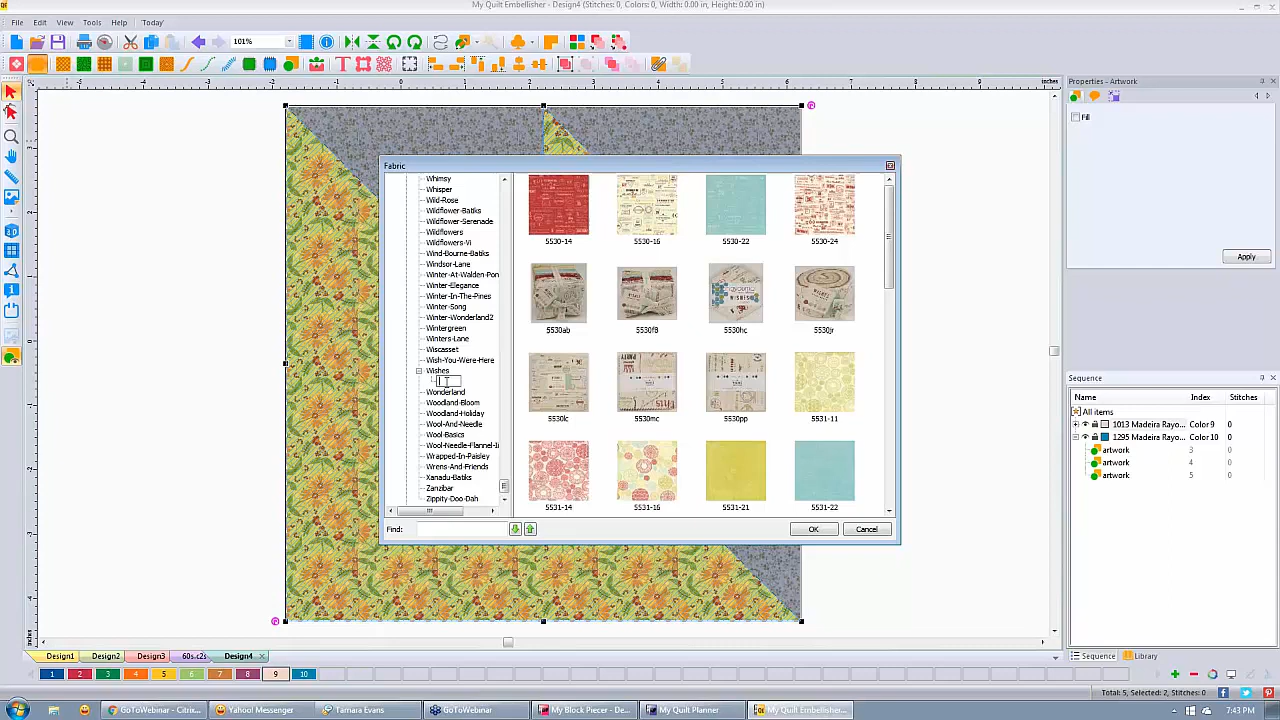 My Quilt Embellisher - Design4 (Stitches: 0, Colors: 0, Width: 0.00 in, Height: 0.00 in)
File Edit View Tools Help Today
101%
inches
Properties - Artwork
Fill
Apply
Fabric
Whimsy
Whisper
Wild-Rose
Wildflower-Batiks
Wildflower-Serenade
Wildflowers
Wildflowers-Vi
Wind-Bourne-Batiks
Windsor-Lane
Winter-At-Walden-Pon
Winter-Elegance
Winter-In-The-Pines
Winter-Song
Winter-Wonderland2
Wintergreen
Winters-Lane
Wiscasset
Wish-You-Were-Here
Wishes
Wonderland
Woodland-Bloom
Woodland-Holiday
Wool-And-Needle
Wool-Basics
Wool-Needle-Flannel-I
Wrapped-In-Paisley
Wrens-And-Friends
Xanadu-Batiks
Zanzibar
Zippity-Doo-Dah
5530-14 5530-16 5530-22 5530-24
5530ab 5530f8 5530hc 5530jr
5530lc 5530mc 5530pp 5531-11
5531-14 5531-16 5531-21 5531-22
Find: OK Cancel
Sequence
Name Index Stitches
All items
1013 Madeira Rayo... Color 9 0
1295 Madeira Rayo... Color 10 0
artwork 3 0
artwork 4 0
artwork 5 0
Sequence Library
Design1 Design2 Design3 60s.c2s Design4
1 2 3 4 5 6 7 8 9 10
Total: 5, Selected: 2, Stitches: 0
GoToWebinar - Citrix... Yahoo! Messenger Tamara Evans GoToWebinar My Block Piecer - De... My Quilt Planner My Quilt Embellisher... 7:43 PM